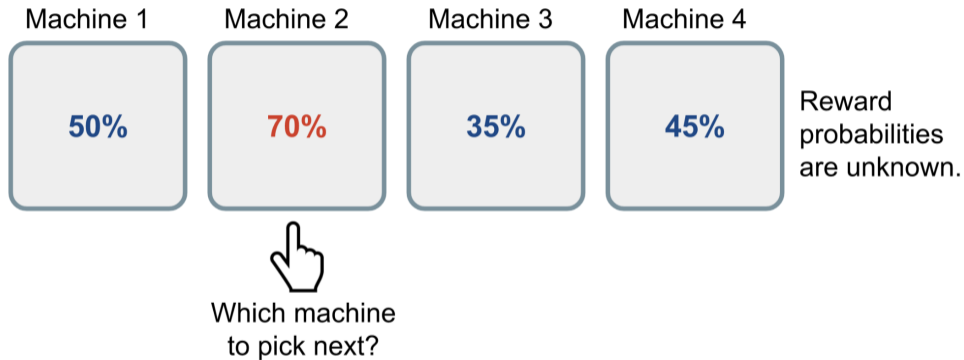 Machine 1
Machine 2
Machine 3
Machine 4
50%
70%
35%
45%
Reward
probabilities
are unknown.
Which machine
to pick next?